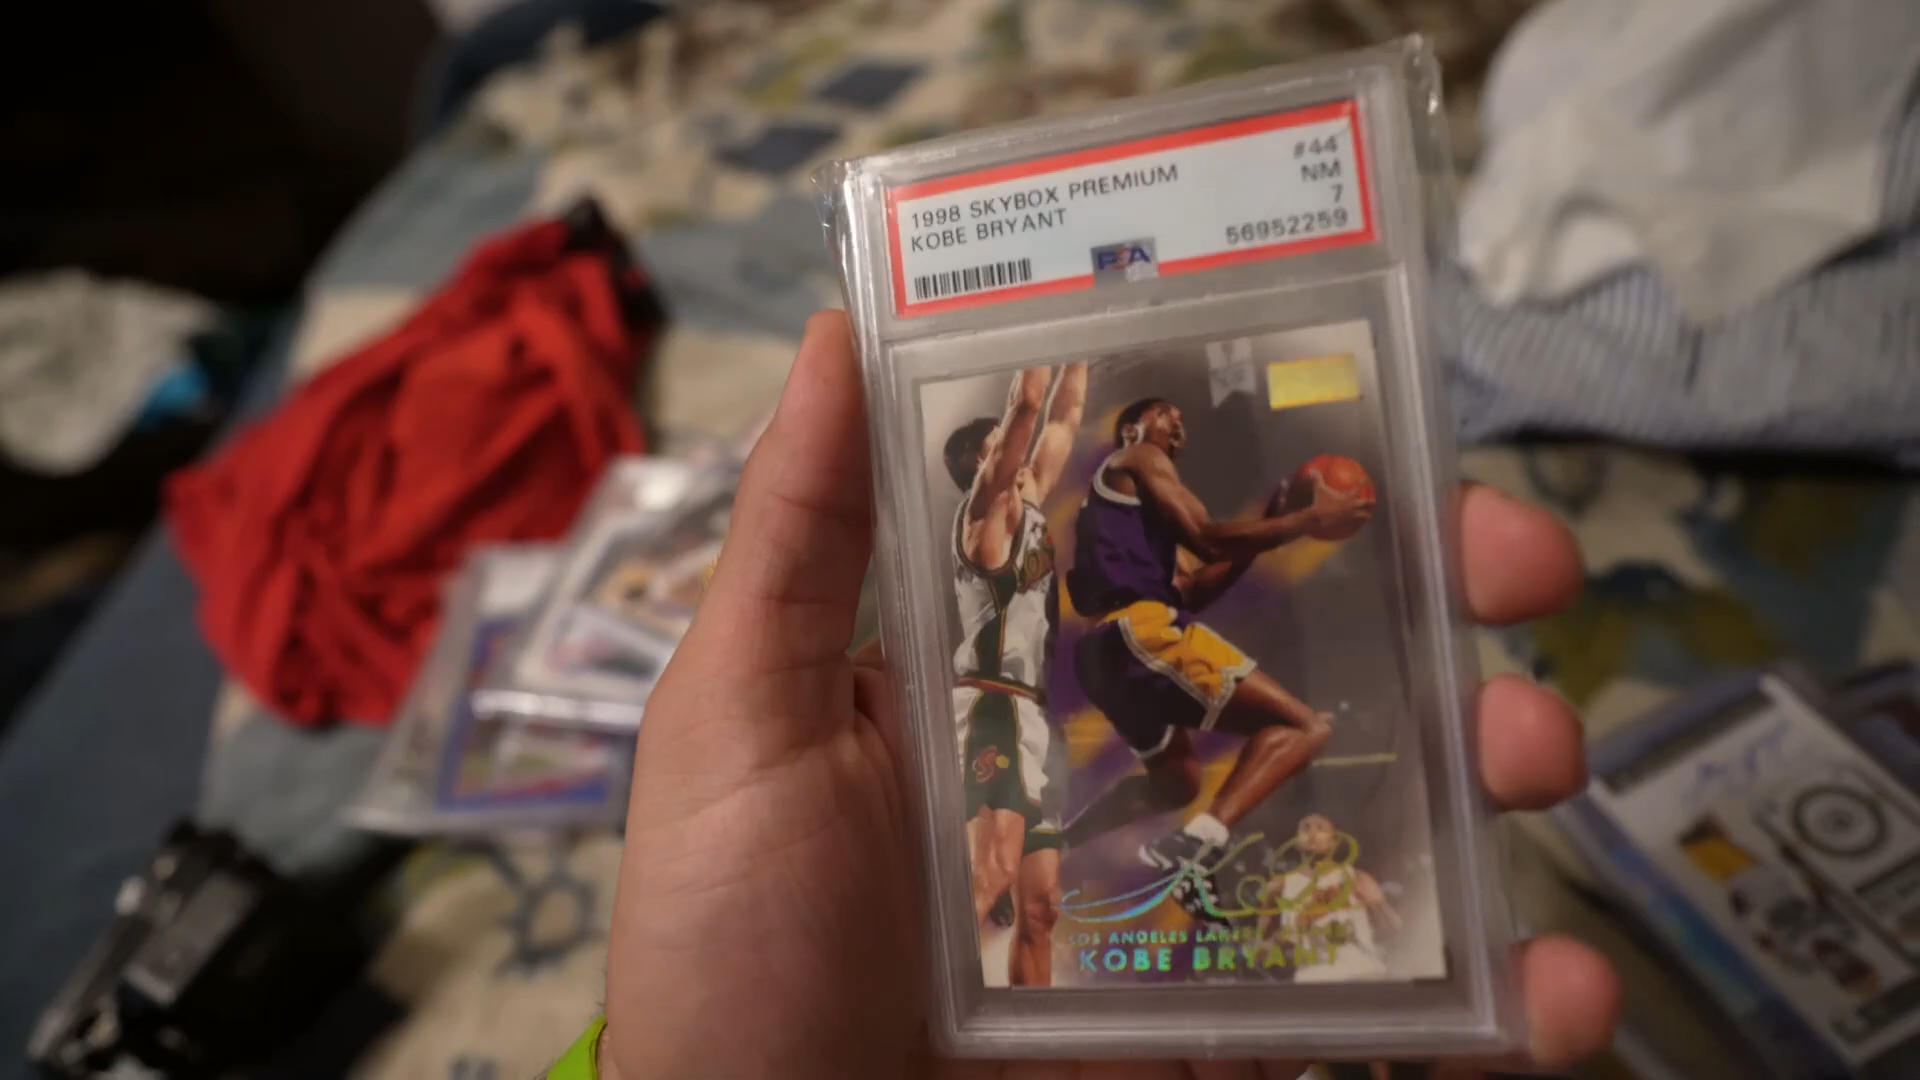 1998 SKYBOX PREMIUM
#44
KOBE BRYANT
NM
7
56952259
PSA
LOS ANGELES LAKERS
KOBE BRYANT